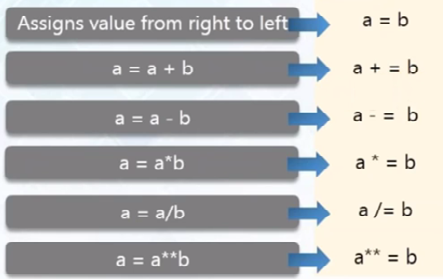 Assigns value from right to left a = b
a = a + b a + = b
a = a - b a - = b
a = a*b a * = b
a = a/b a /= b
a = a**b a** = b